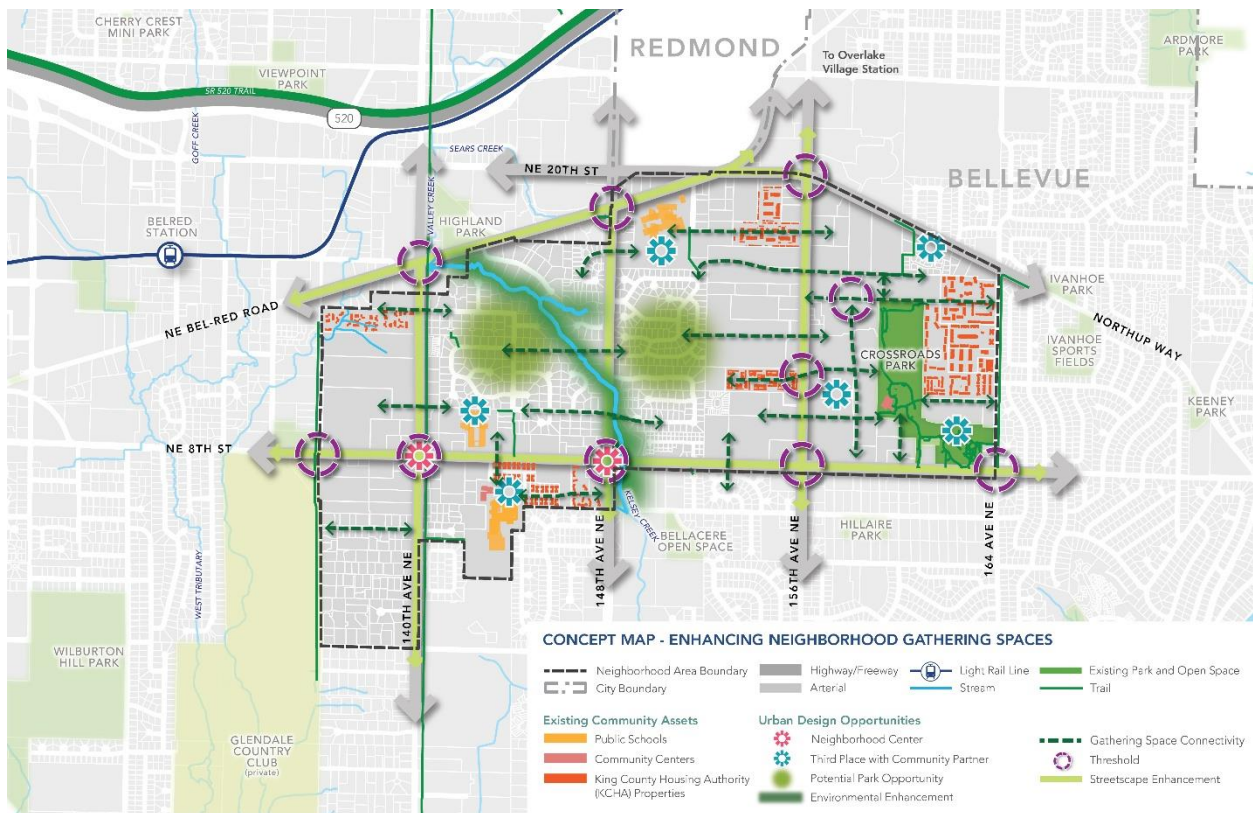 CHERRY CREST
MINI PARK
VIEWPOINT
PARK
SR 520 TRAIL
520
GOFF CREEK
SEARS CREEK
REDMOND
To Overlake
Village Station
ARDMORE
PARK
NE 20TH ST
BELLEVUE
VALLEY CREEK
HIGHLAND
PARK
BELRED
STATION
NE BEL-RED ROAD
IVANHOE
PARK
NORTHUP WAY
IVANHOE
SPORTS
FIELDS
CROSSROADS
PARK
KEENEY
PARK
NE 8TH ST
KELSEY CREEK
BELLACERE
OPEN SPACE
HILLAIRE
PARK
140TH AVE NE
148TH AVE NE
156TH AVE NE
164 AVE NE
WEST TRIBUTARY
WILBURTON
HILL PARK
GLENDALE
COUNTRY
CLUB
(private)
CONCEPT MAP - ENHANCING NEIGHBORHOOD GATHERING SPACES
Neighborhood Area Boundary
City Boundary
Highway/Freeway
Arterial
Light Rail Line
Stream
Existing Park and Open Space
Trail
Existing Community Assets
Public Schools
Community Centers
King County Housing Authority
(KCHA) Properties
Urban Design Opportunities
Neighborhood Center
Third Place with Community Partner
Potential Park Opportunity
Environmental Enhancement
Gathering Space Connectivity
Threshold
Streetscape Enhancement